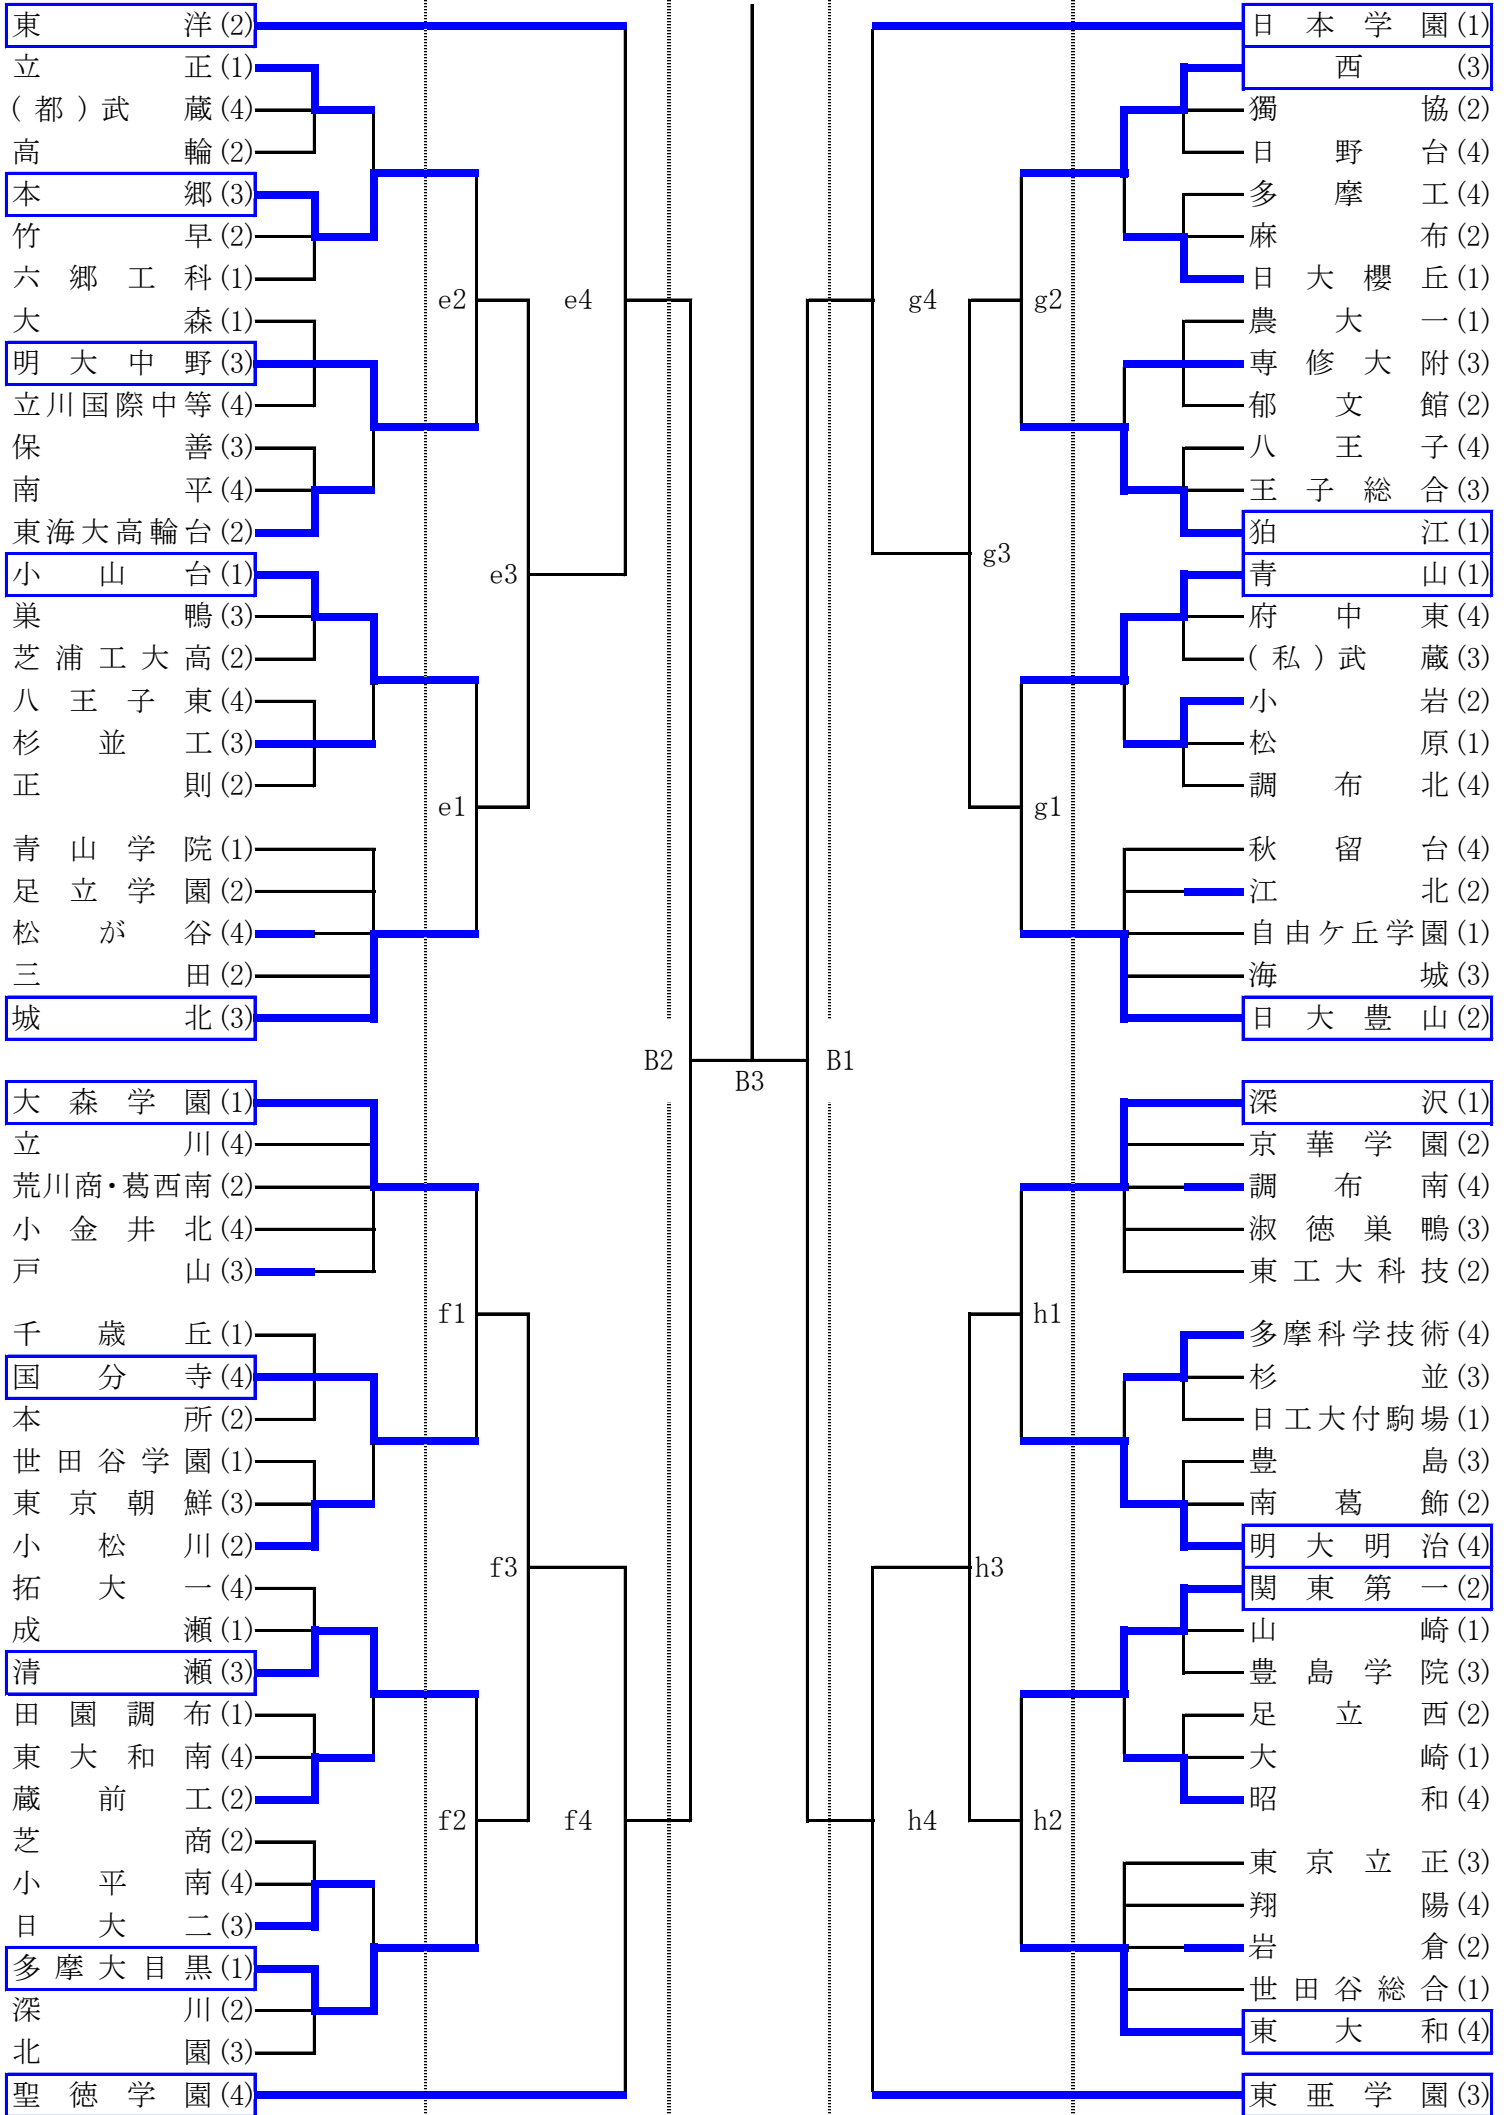 東洋(2)
立正(1)
(都)武蔵(4)
高輪(2)
本郷(3)
竹早(2)
六郷工科(1)
大森(1)
明大中野(3)
立川国際中等(4)
保善(3)
南平(4)
東海大高輪台(2)
小山台(1)
巣鴨(3)
芝浦工大高(2)
八王子東(4)
杉並工(3)
正則(2)
青山学院(1)
足立学園(2)
松が谷(4)
三田(2)
城北(3)
大森学園(1)
立川(4)
荒川商・葛西南(2)
小金井北(4)
戸山(3)
千歳丘(1)
国分寺(4)
本所(2)
世田谷学園(1)
東京朝鮮(3)
小松川(2)
拓大一(4)
成瀬(1)
清瀬(3)
田園調布(1)
東大和南(4)
蔵前工(2)
芝商(2)
小平南(4)
日大二(3)
多摩大目黒(1)
深川(2)
北園(3)
聖徳学園(4)
e2
e4
e3
e1
f1
f3
f2
f4
B2
B3
B1
g4
g2
g3
g1
h1
h3
h4
h2
日本学園(1)
西(3)
獨協(2)
日野台(4)
多摩工(4)
麻布(2)
日大櫻丘(1)
農大一(1)
専修大附(3)
郁文館(2)
八王子(4)
王子総合(3)
狛江(1)
青山(1)
府中東(4)
(私)武蔵(3)
小岩(2)
松原(1)
調布北(4)
秋留台(4)
江北(2)
自由ケ丘学園(1)
海城(3)
日大豊山(2)
深沢(1)
京華学園(2)
調布南(4)
淑徳巣鴨(3)
東工大科技(2)
多摩科学技術(4)
杉並(3)
日工大付駒場(1)
豊島(3)
南葛飾(2)
明大明治(4)
関東第一(2)
山崎(1)
豊島学院(3)
足立西(2)
大崎(1)
昭和(4)
東京立正(3)
翔陽(4)
岩倉(2)
世田谷総合(1)
東大和(4)
東亜学園(3)